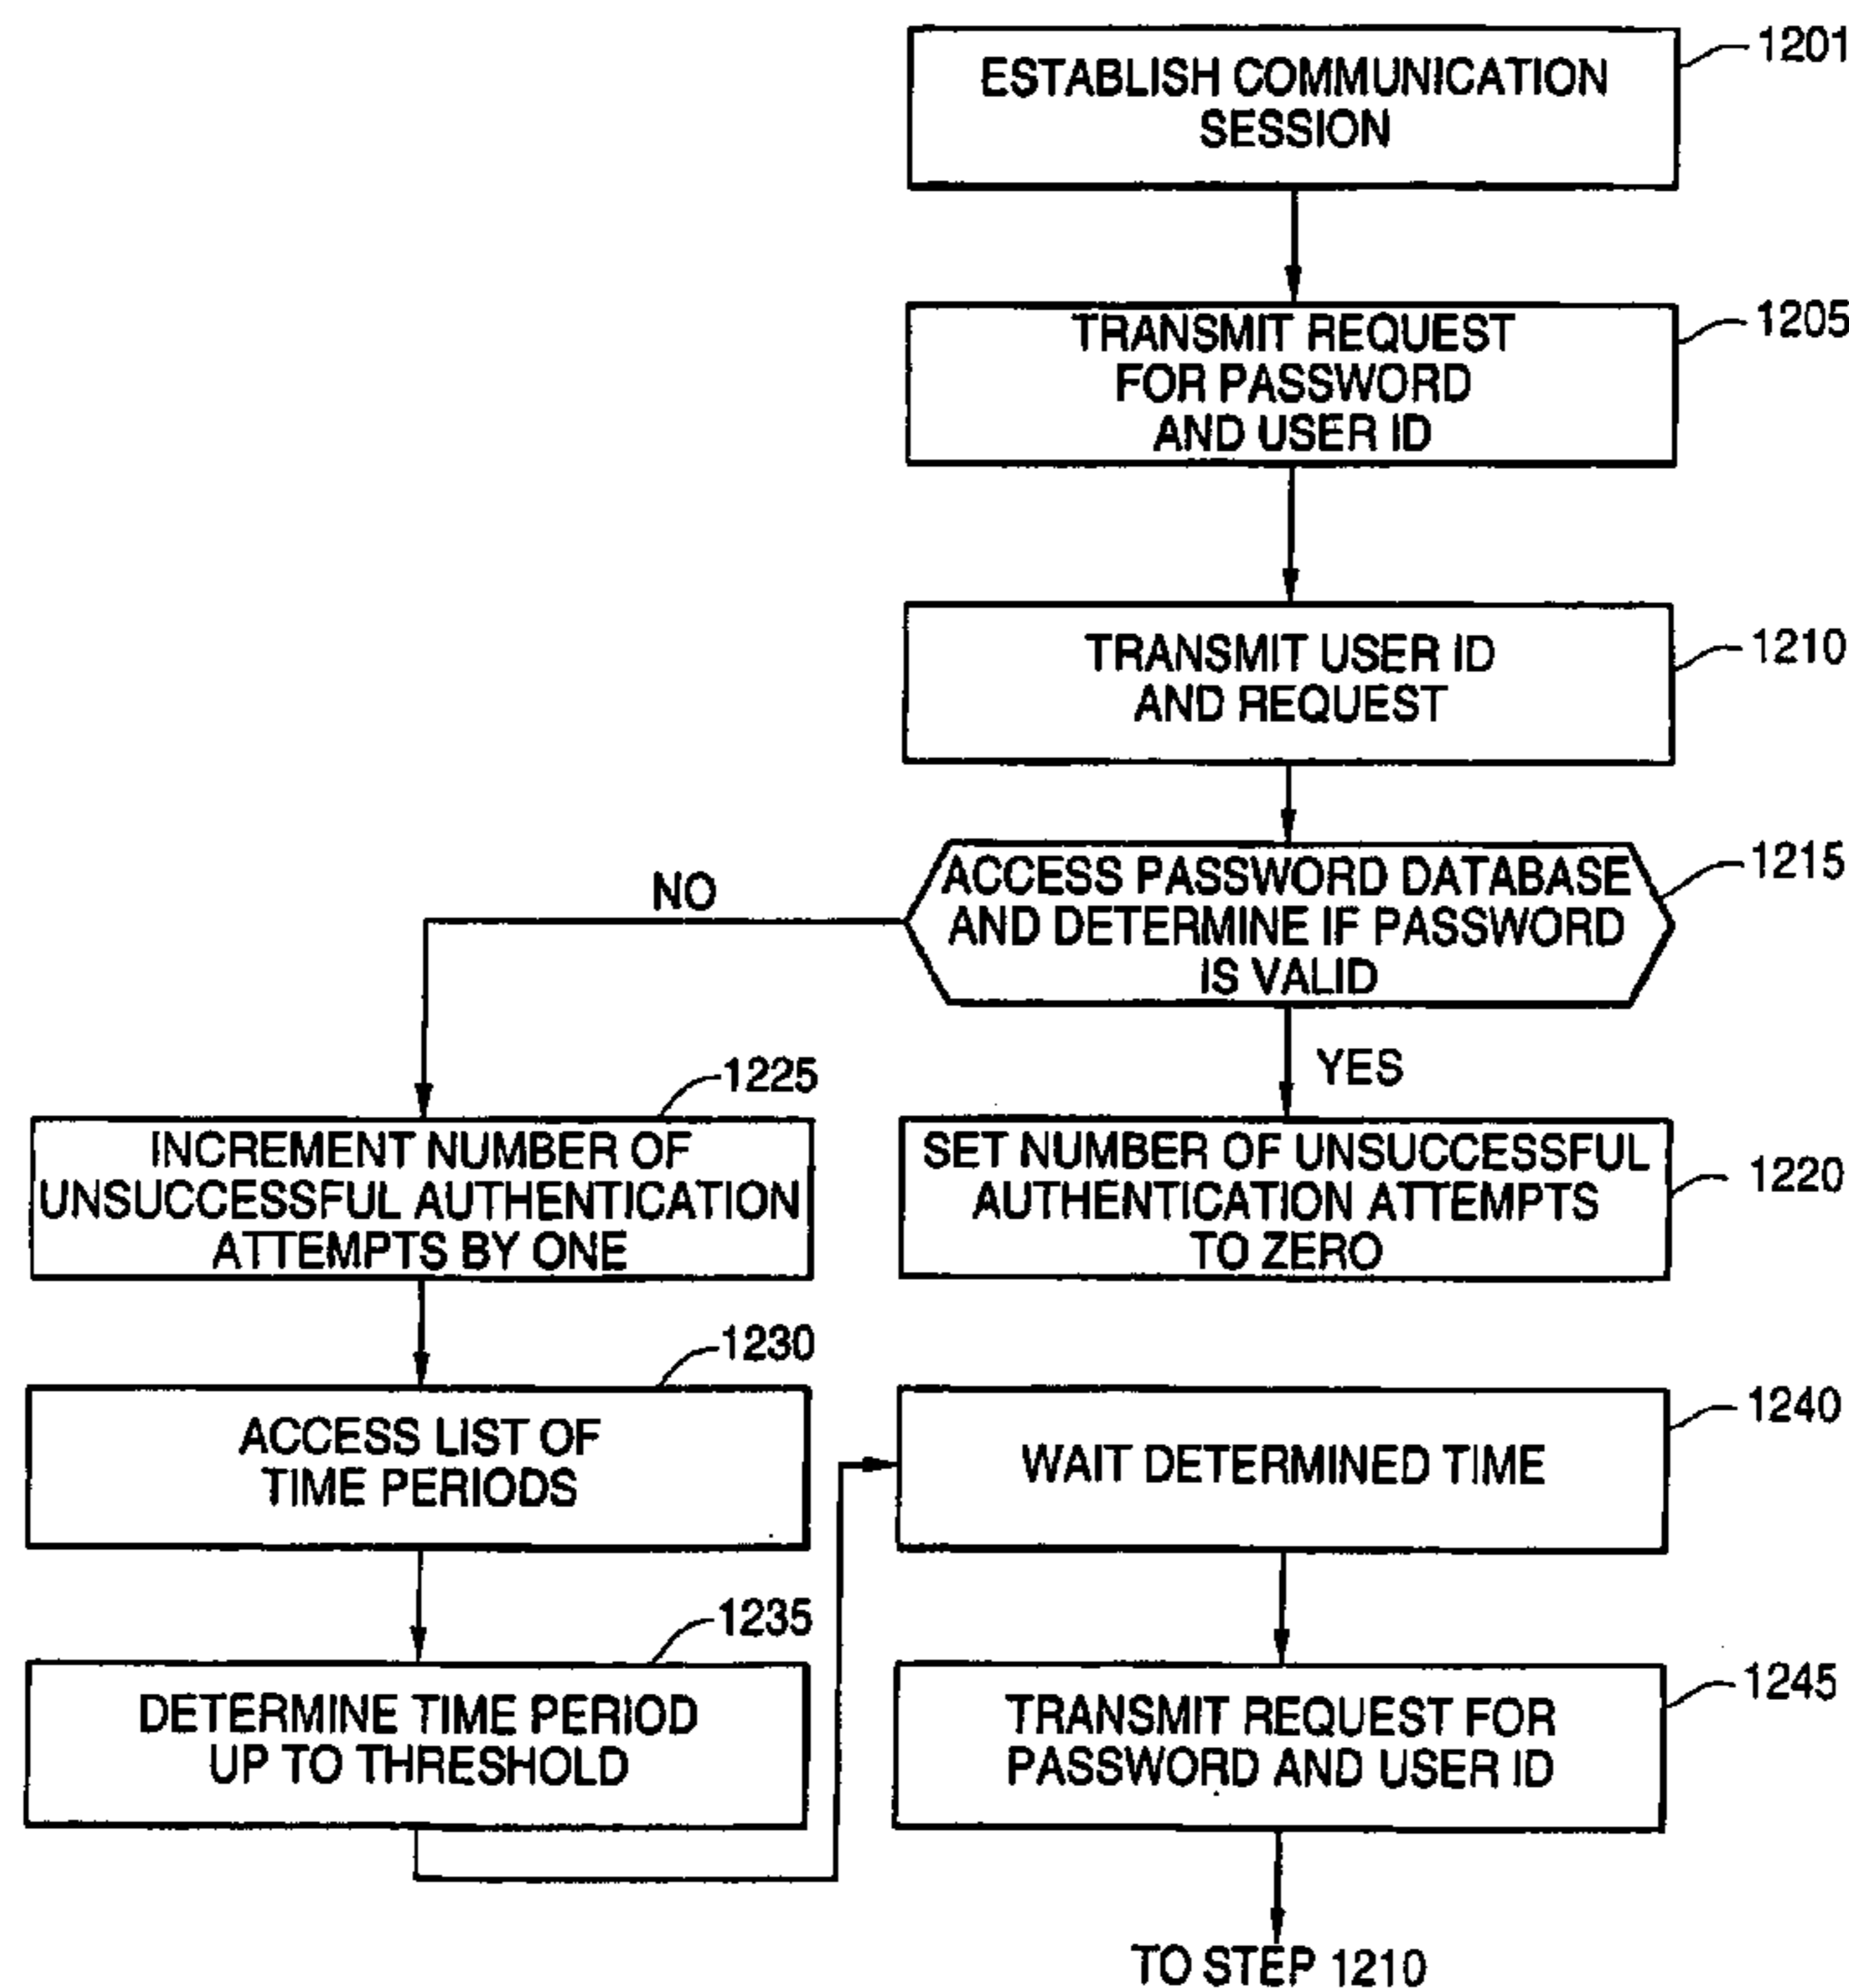 1201
ESTABLISH COMMUNICATION
SESSION
1205
TRANSMIT REQUEST
FOR PASSWORD
AND USER ID
1210
TRANSMIT USER ID
AND REQUEST
1215
ACCESS PASSWORD DATABASE
AND DETERMINE IF PASSWORD
IS VALID
NO
YES
1225
INCREMENT NUMBER OF
UNSUCCESSFUL AUTHENTICATION
ATTEMPTS BY ONE
1220
SET NUMBER OF UNSUCCESSFUL
AUTHENTICATION ATTEMPTS
TO ZERO
1230
ACCESS LIST OF
TIME PERIODS
1235
DETERMINE TIME PERIOD
UP TO THRESHOLD
1240
WAIT DETERMINED TIME
1245
TRANSMIT REQUEST FOR
PASSWORD AND USER ID
TO STEP 1210